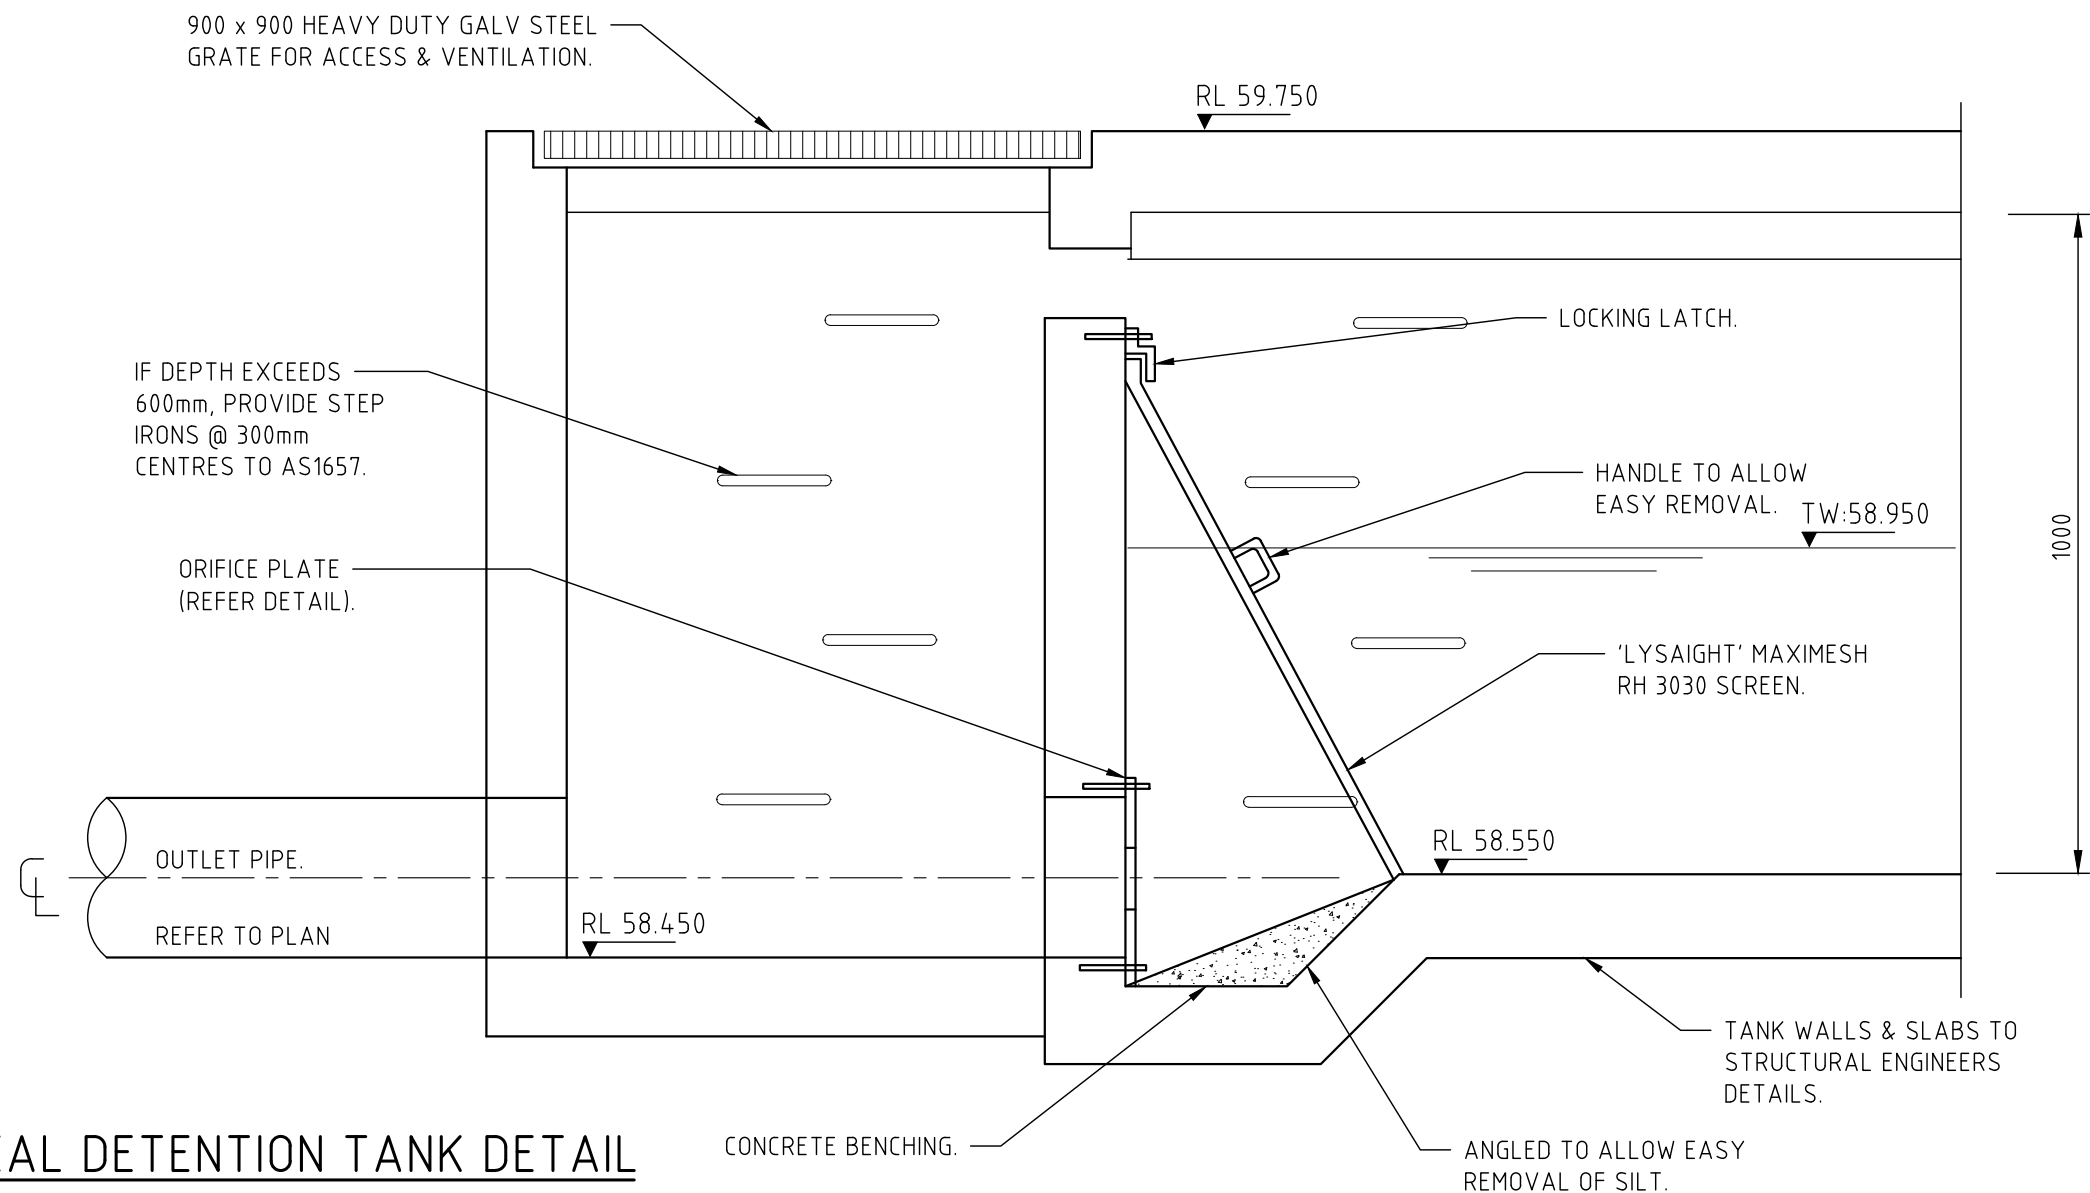 900 x 900 HEAVY DUTY GALV STEEL
GRATE FOR ACCESS & VENTILATION.
RL 59.750
LOCKING LATCH.
IF DEPTH EXCEEDS
600mm, PROVIDE STEP
IRONS @ 300mm
CENTRES TO AS1657.
HANDLE TO ALLOW
EASY REMOVAL.
TW:58.950
1000
ORIFICE PLATE
(REFER DETAIL).
'LYSAIGHT' MAXIMESH
RH 3030 SCREEN.
OUTLET PIPE.
RL 58.550
REFER TO PLAN
RL 58.450
TANK WALLS & SLABS TO
STRUCTURAL ENGINEERS
DETAILS.
CONCRETE BENCHING.
ANGLED TO ALLOW EASY
REMOVAL OF SILT.
DETENTION TANK DETAIL